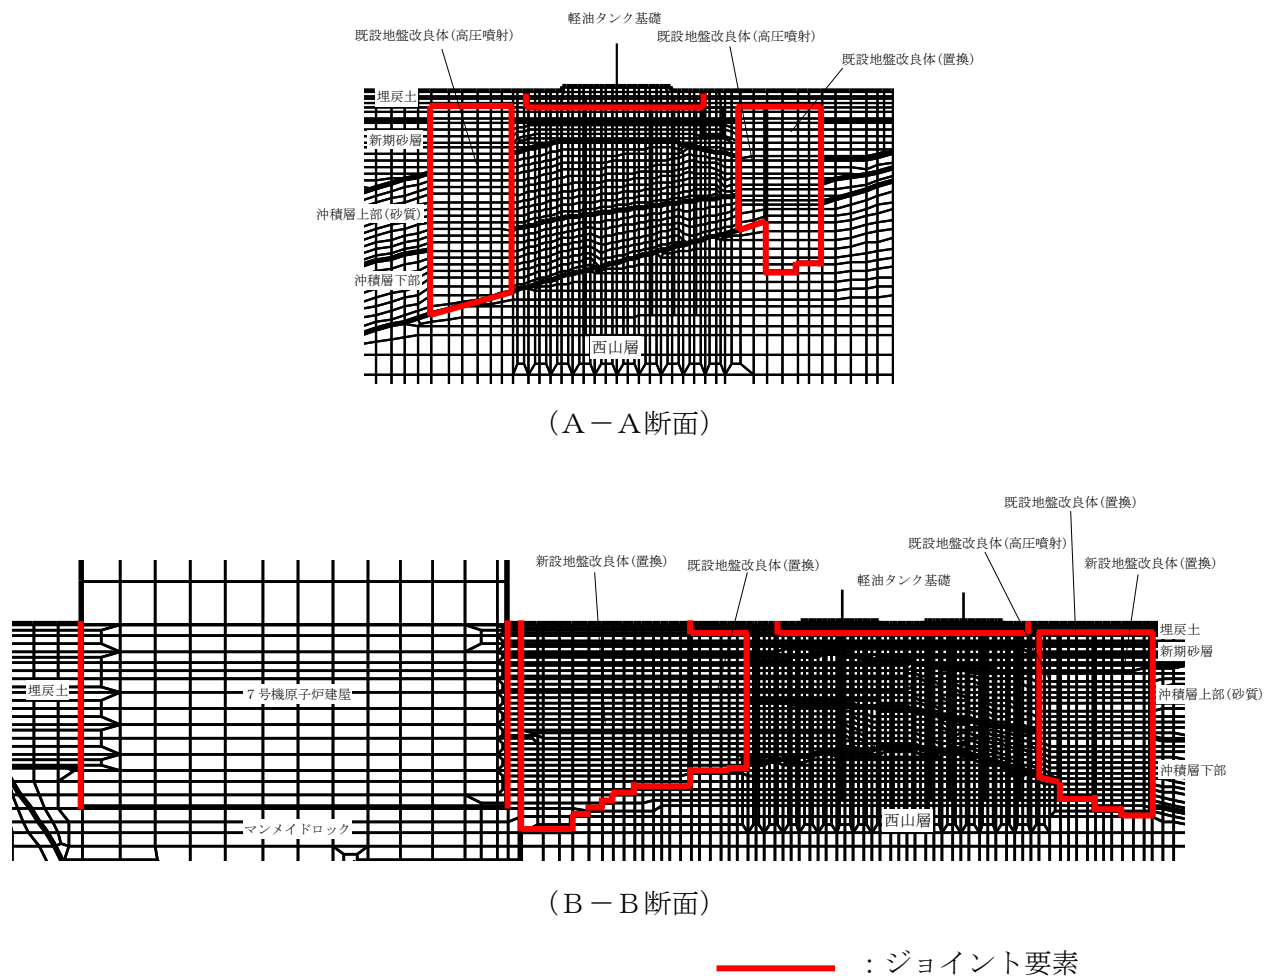 軽油タンク基礎
既設地盤改良体(高圧噴射)
既設地盤改良体(高圧噴射)
既設地盤改良体(置換)
埋戻土
新期砂層
沖積層上部(砂質)
沖積層下部
西山層
（A－A断面）
既設地盤改良体(置換)
既設地盤改良体(高圧噴射)
新設地盤改良体(置換)
既設地盤改良体(置換)
軽油タンク基礎
新設地盤改良体(置換)
埋戻土
新期砂層
埋戻土
７号機原子炉建屋
沖積層上部(砂質)
沖積層下部
マンメイドロック
西山層
（B－B断面）
：ジョイント要素